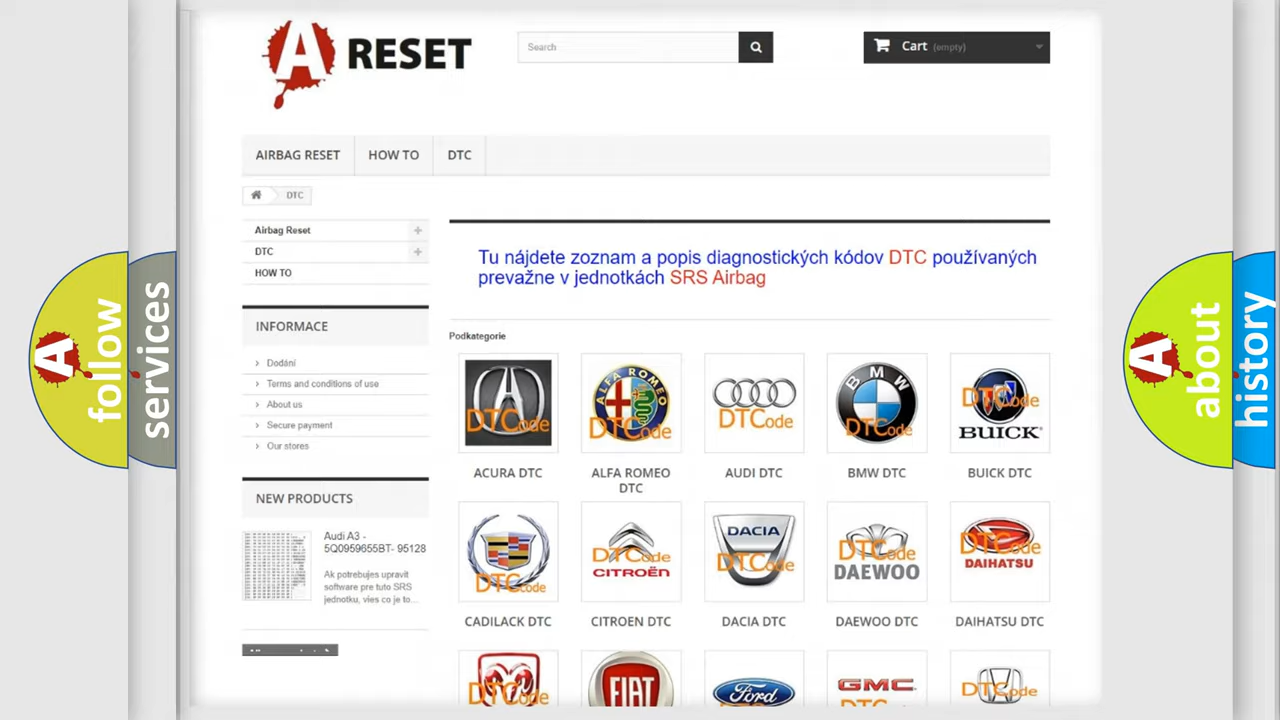 A RESET
Search
Cart (empty)
AIRBAG RESET
HOW TO
DTC
DTC
Airbag Reset
DTC
HOW TO
INFORMACE
Dodání
Terms and conditions of use
About us
Secure payment
Our stores
NEW PRODUCTS
Audi A3 -
5Q0959655BT- 95128
Ak potrebujes upravit
software pre tuto SRS
jednotku, vies co je to...
Tu nájdete zoznam a popis diagnostických kódov DTC používaných
prevažne v jednotkách SRS Airbag
Podkategorie
DTCode
ALFA ROMEO
DTCode
DTCode
BMW
DTCode
DTCode
BUICK
ACURA DTC
ALFA ROMEO
DTC
AUDI DTC
BMW DTC
BUICK DTC
DTCode
DTCode
CITROËN
DACIA
DTCode
DTCode
DAEWOO
DTCode
DAIHATSU
CADILACK DTC
CITROEN DTC
DACIA DTC
DAEWOO DTC
DAIHATSU DTC
DTCode
FIAT
Ford
GMC
DTCode
A follow
services
A about
history